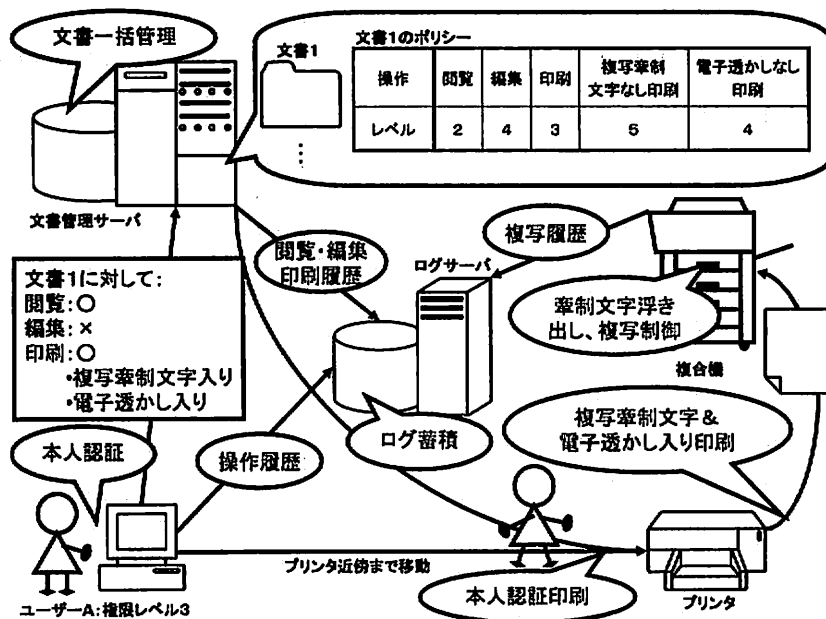 文書一括管理
文書1
文書1のポリシー
操作 閲覧 編集 印刷 複写牽制 電子透かしなし
文字なし印刷 印刷
レベル 2 4 3 5 4
文書管理サーバ
閲覧・編集
印刷履歴
ログサーバ
複写履歴
文書1に対して:
閲覧:○
編集:×
印刷:○
・複写牽制文字入り
・電子透かし入り
牽制文字浮き
出し、複写制御
複合機
本人認証
操作履歴
ログ蓄積
複写牽制文字&
電子透かし入り印刷
プリンタ近傍まで移動
本人認証印刷
プリンタ
ユーザーA:権限レベル3